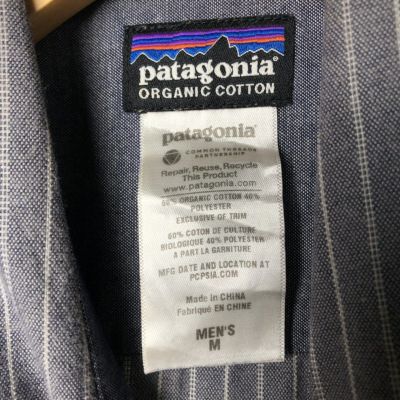 patagonia®
ORGANIC COTTON
patagonia®
COMMON THREADS
PARTNERSHIP
Repair, Reuse, Recycle
This Product
www.patagonia.com
60% ORGANIC COTTON 40%
POLYESTER
EXCLUSIVE OF TRIM
60% COTON DE CULTURE
BIOLOGIQUE 40% POLYESTER
A PART LA GARNITURE
MFG DATE AND LOCATION AT
PCPSIA.COM
Made in CHINA
Fabriqué EN CHINE
MEN'S
M